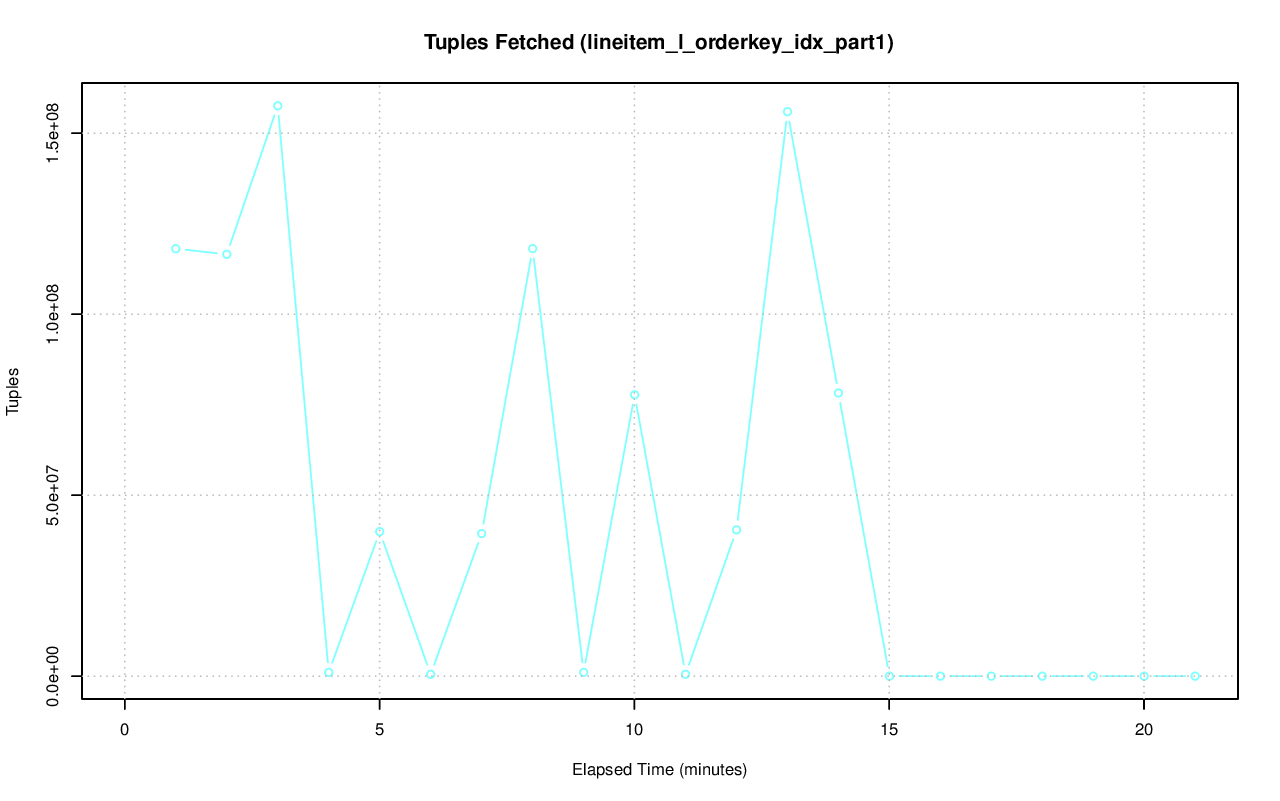 Tuples Fetched (lineitem_l_orderkey_idx_part1)
1.5e+08
1.0e+08
5.0e+07
0.0e+00
Tuples
0 5 10 15 20
Elapsed Time (minutes)